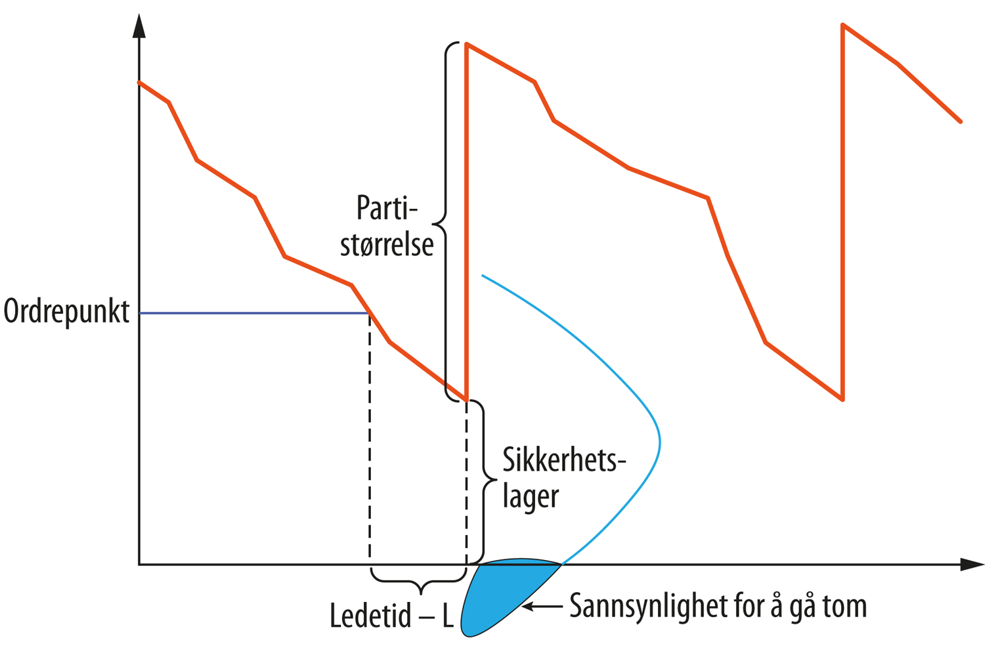 Parti-
størrelse
Ordrepunkt
Sikkerhets-
lager
Ledetid – L
Sannsynlighet for å gå tom